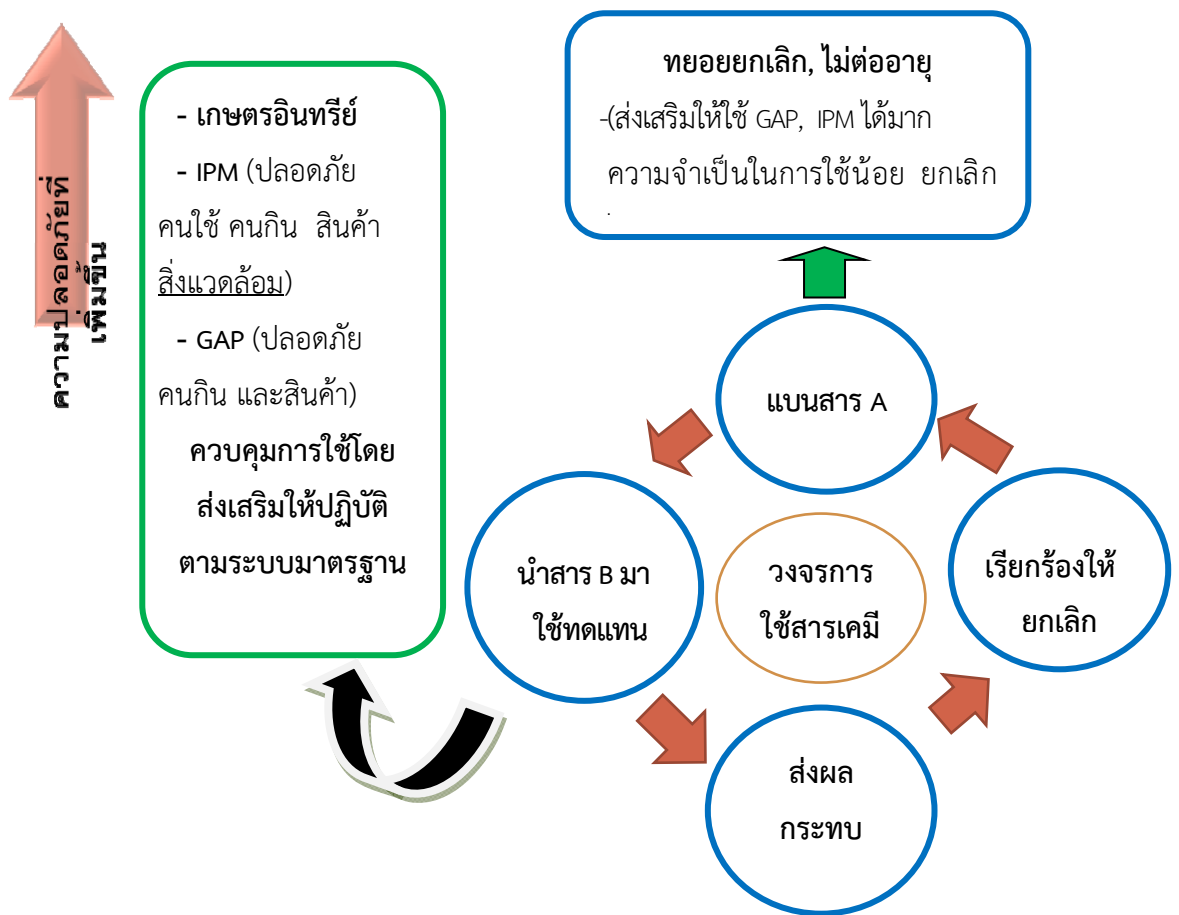 ความปลอดภัยที่
เพิ่มขึ้น
- เกษตรอินทรีย์
- IPM (ปลอดภัย
คนใช้ คนกิน สินค้า
สิ่งแวดล้อม)
- GAP (ปลอดภัย
คนกิน และสินค้า)
ควบคุมการใช้โดย
ส่งเสริมให้ปฏิบัติ
ตามระบบมาตรฐาน
ทยอยยกเลิก, ไม่ต่ออายุ
-(ส่งเสริมให้ใช้ GAP, IPM ได้มาก
ความจำเป็นในการใช้น้อย ยกเลิก
แบนสาร A
นำสาร B มา
ใช้ทดแทน
วงจรการ
ใช้สารเคมี
เรียกร้องให้
ยกเลิก
ส่งผล
กระทบ